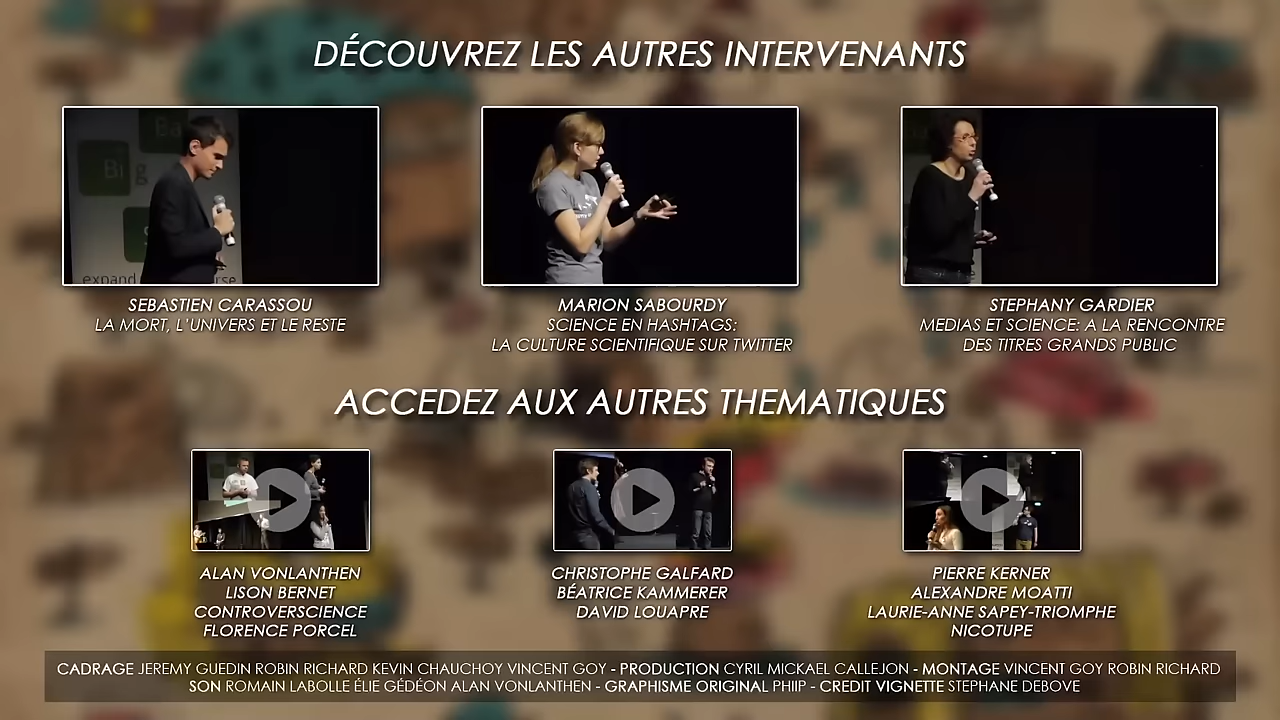 DÉCOUVREZ LES AUTRES INTERVENANTS
Bi g
expand
rse
SEBASTIEN CARASSOU
LA MORT, L'UNIVERS ET LE RESTE
MARION SABOURDY
SCIENCE EN HASHTAGS:
LA CULTURE SCIENTIFIQUE SUR TWITTER
STEPHANY GARDIER
MEDIAS ET SCIENCE: A LA RENCONTRE
DES TITRES GRANDS PUBLIC
ACCEDEZ AUX AUTRES THEMATIQUES
ALAN VONLANTHEN
LISON BERNET
CONTROVERSCIENCE
FLORENCE PORCEL
CHRISTOPHE GALFARD
BÉATRICE KAMMERER
DAVID LOUAPRE
PIERRE KERNER
ALEXANDRE MOATTI
LAURIE-ANNE SAPEY-TRIOMPHE
NICOTUPE
CADRAGE JEREMY GUEDIN ROBIN RICHARD KEVIN CHAUCHOY VINCENT GOY - PRODUCTION CYRIL MICKAEL CALLEJON - MONTAGE VINCENT GOY ROBIN RICHARD
SON ROMAIN LABOLLE ÉLIE GÉDÉON ALAN VONLANTHEN - GRAPHISME ORIGINAL PHIIP - CREDIT VIGNETTE STEPHANE DEBOVE